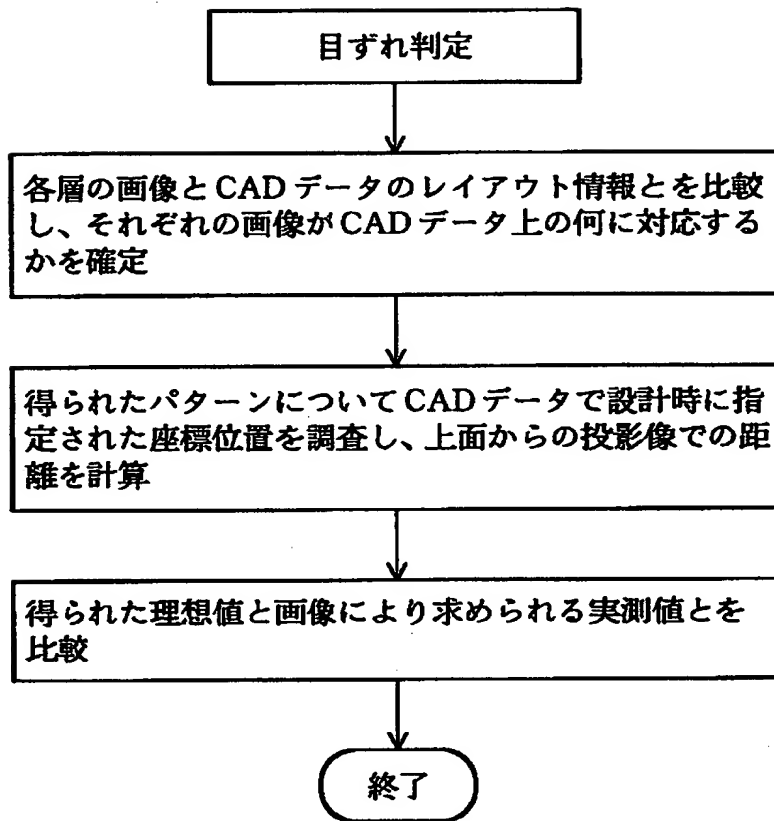 目ずれ判定
各層の画像とCADデータのレイアウト情報とを比較
し、それぞれの画像がCADデータ上の何に対応する
かを確定
得られたパターンについてCADデータで設計時に指
定された座標位置を調査し、上面からの投影像での距
離を計算
得られた理想値と画像により求められる実測値とを
比較
終了